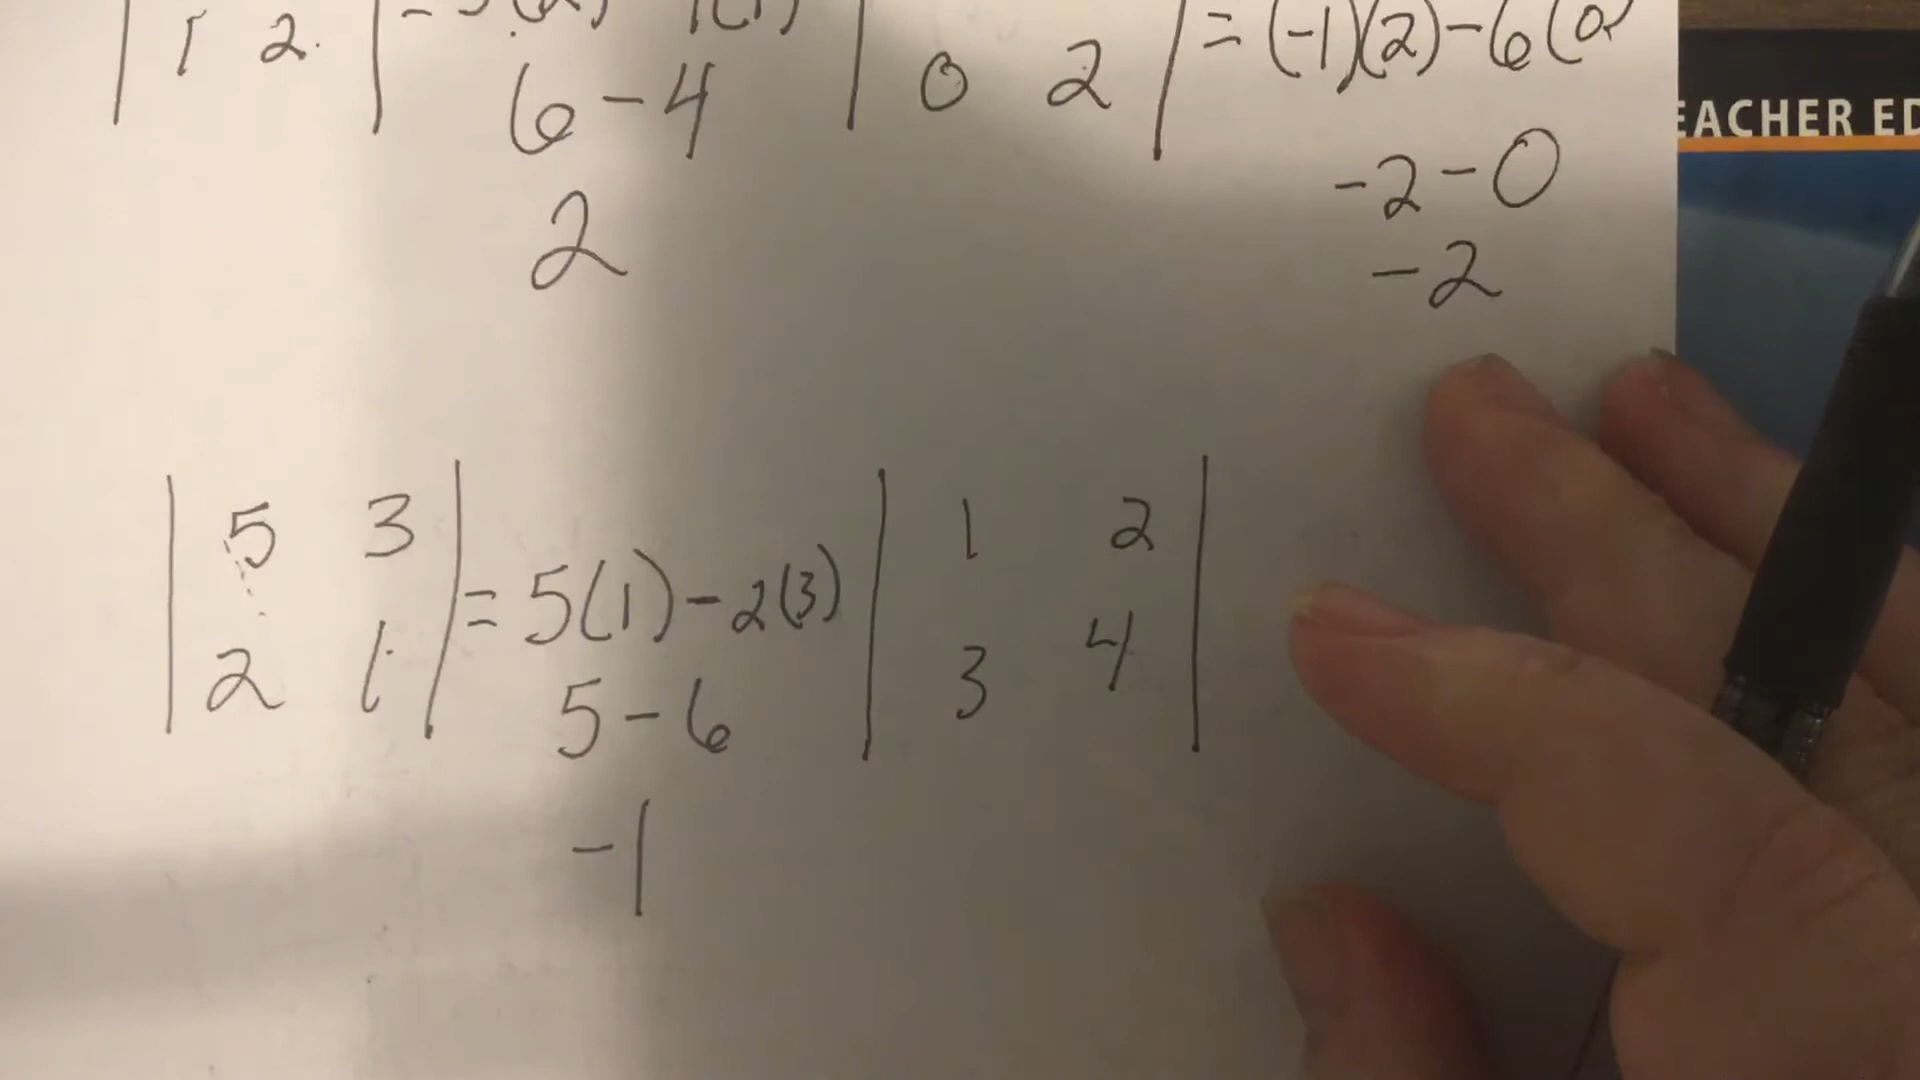 1 2
6 - 4
2
0 2 = (-1)(2) - 6(0)
-2 - 0
-2
EACHER ED
5 3
2 1
= 5(1) - 2(3)
5 - 6
-1
1 2
3 4